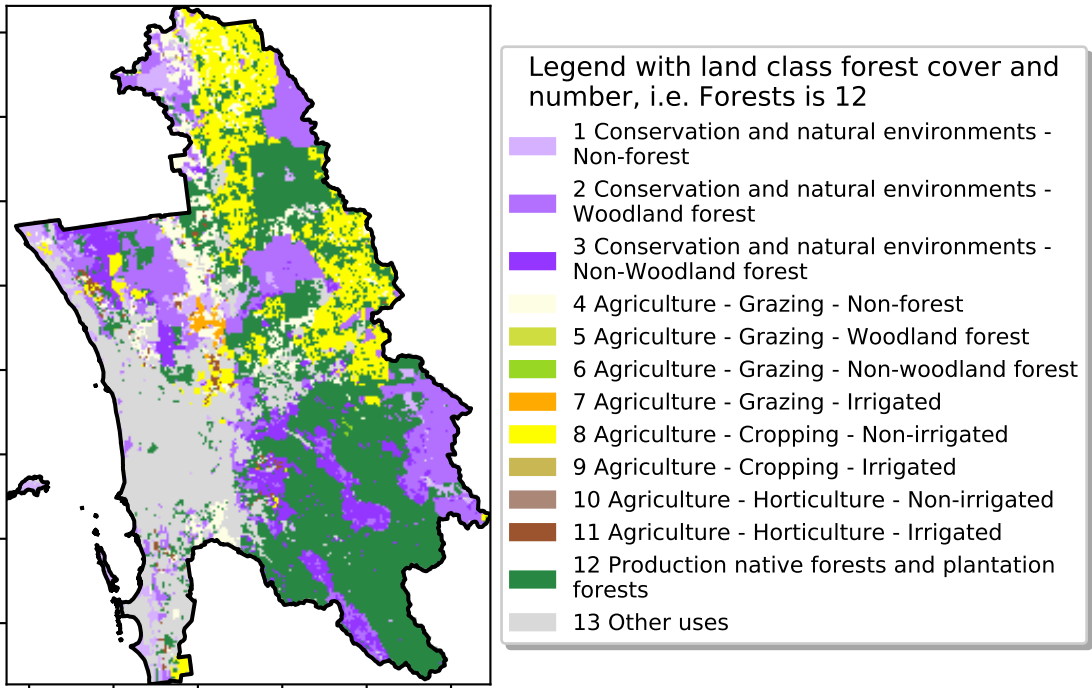 Legend with land class forest cover and
number, i.e. Forests is 12
1 Conservation and natural environments -
Non-forest
2 Conservation and natural environments -
Woodland forest
3 Conservation and natural environments -
Non-Woodland forest
4 Agriculture - Grazing - Non-forest
5 Agriculture - Grazing - Woodland forest
6 Agriculture - Grazing - Non-woodland forest
7 Agriculture - Grazing - Irrigated
8 Agriculture - Cropping - Non-irrigated
9 Agriculture - Cropping - Irrigated
10 Agriculture - Horticulture - Non-irrigated
11 Agriculture - Horticulture - Irrigated
12 Production native forests and plantation
forests
13 Other uses